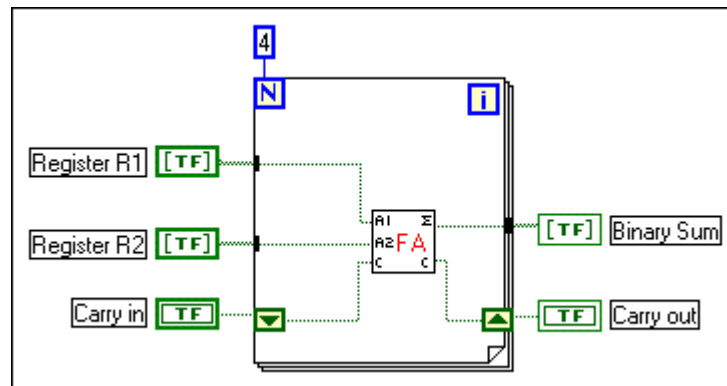 4
N
i
Register R1 [TF]
A1 Σ
Register R2 [TF]
A2 FA
[TF] Binary Sum
C C
Carry in TF
TF Carry out